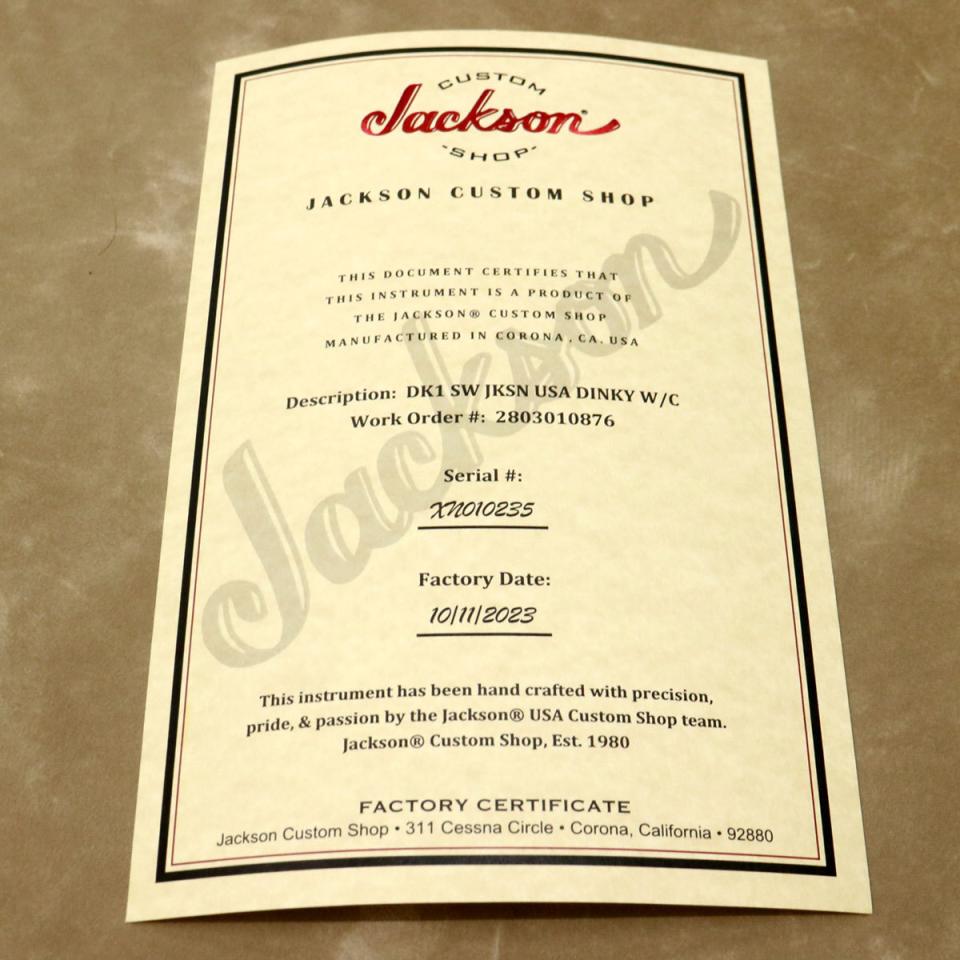 CUSTOM
Jackson®
·SHOP·
JACKSON CUSTOM SHOP
THIS DOCUMENT CERTIFIES THAT
THIS INSTRUMENT IS A PRODUCT OF
THE JACKSON® CUSTOM SHOP
MANUFACTURED IN CORONA, CA. USA
Description: DK1 SW JKSN USA DINKY W/C
Work Order #: 2803010876
Serial #:
XN010235
Factory Date:
10/11/2023
This instrument has been hand crafted with precision,
pride, & passion by the Jackson® USA Custom Shop team.
Jackson® Custom Shop, Est. 1980
FACTORY CERTIFICATE
Jackson Custom Shop • 311 Cessna Circle • Corona, California • 92880
Jackson